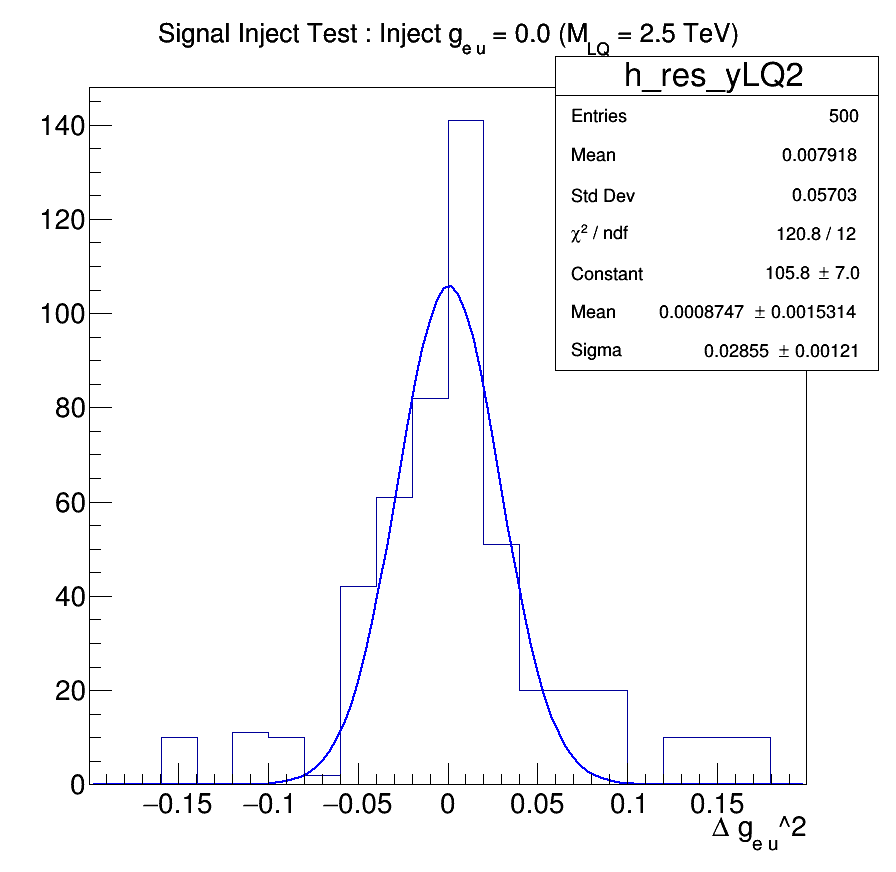 Signal Inject Test : Inject g_{e u} = 0.0 (M_{LQ} = 2.5 TeV)
h_res_yLQ2
Entries 500
Mean 0.007918
Std Dev 0.05703
χ² / ndf 120.8 / 12
Constant 105.8 ± 7.0
Mean 0.0008747 ± 0.0015314
Sigma 0.02855 ± 0.00121
140
120
100
80
60
40
20
0
−0.15 −0.1 −0.05 0 0.05 0.1 0.15
Δ g_{e u}^2